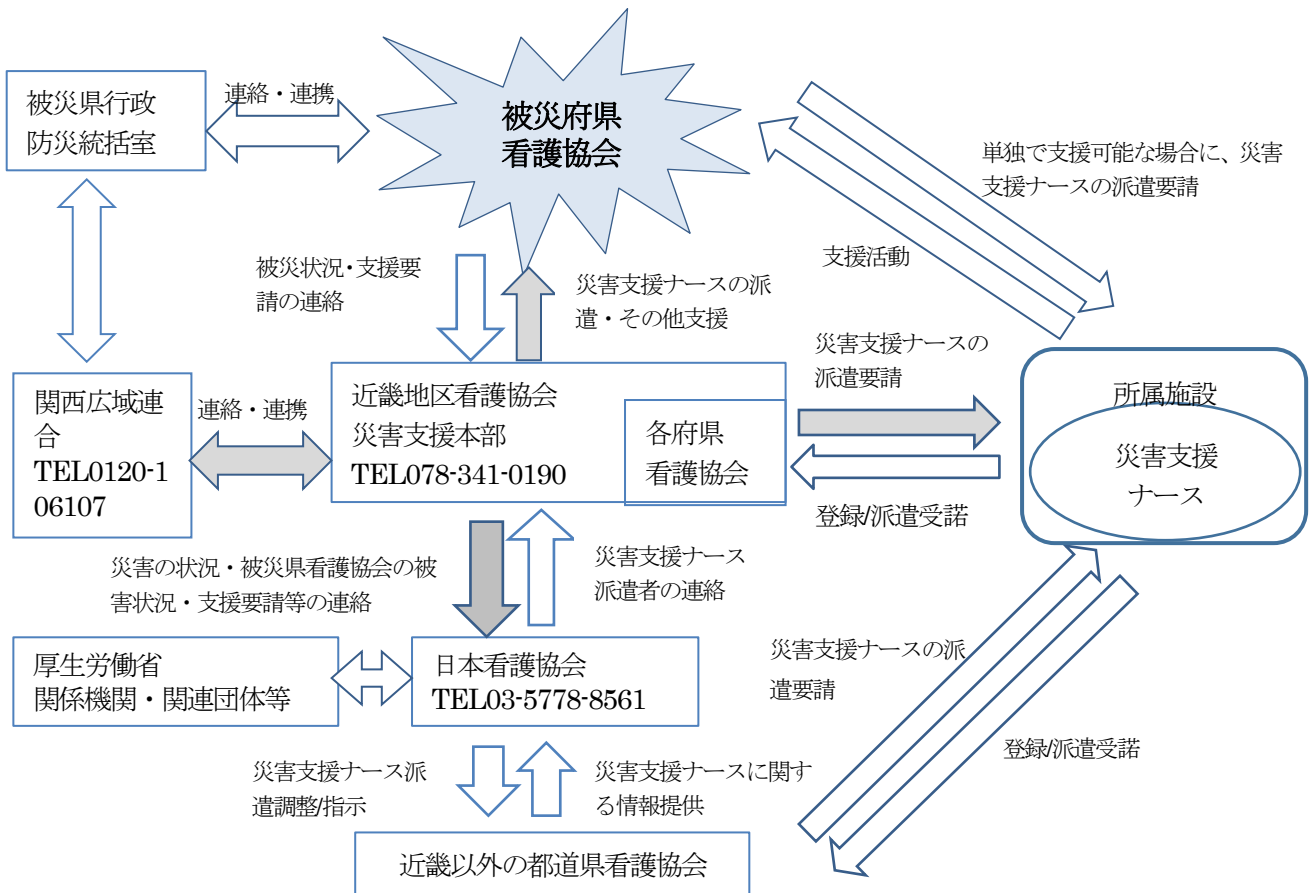 被災県行政
防災統括室
連絡・連携
被災府県
看護協会
単独で支援可能な場合に、災害
支援ナースの派遣要請
支援活動
被災状況・支援要
請の連絡
災害支援ナースの派
遣・その他支援
災害支援ナースの
派遣要請
関西広域連
合
TEL0120-1
06107
連絡・連携
近畿地区看護協会
災害支援本部
TEL078-341-0190
各府県
看護協会
所属施設
災害支援
ナース
登録/派遣受諾
災害の状況・被災県看護協会の被
害状況・支援要請等の連絡
災害支援ナース
派遣者の連絡
厚生労働省
関係機関・関連団体等
日本看護協会
TEL03-5778-8561
災害支援ナースの派
遣要請
登録/派遣受諾
災害支援ナース派
遣調整/指示
災害支援ナースに関す
る情報提供
近畿以外の都道県看護協会